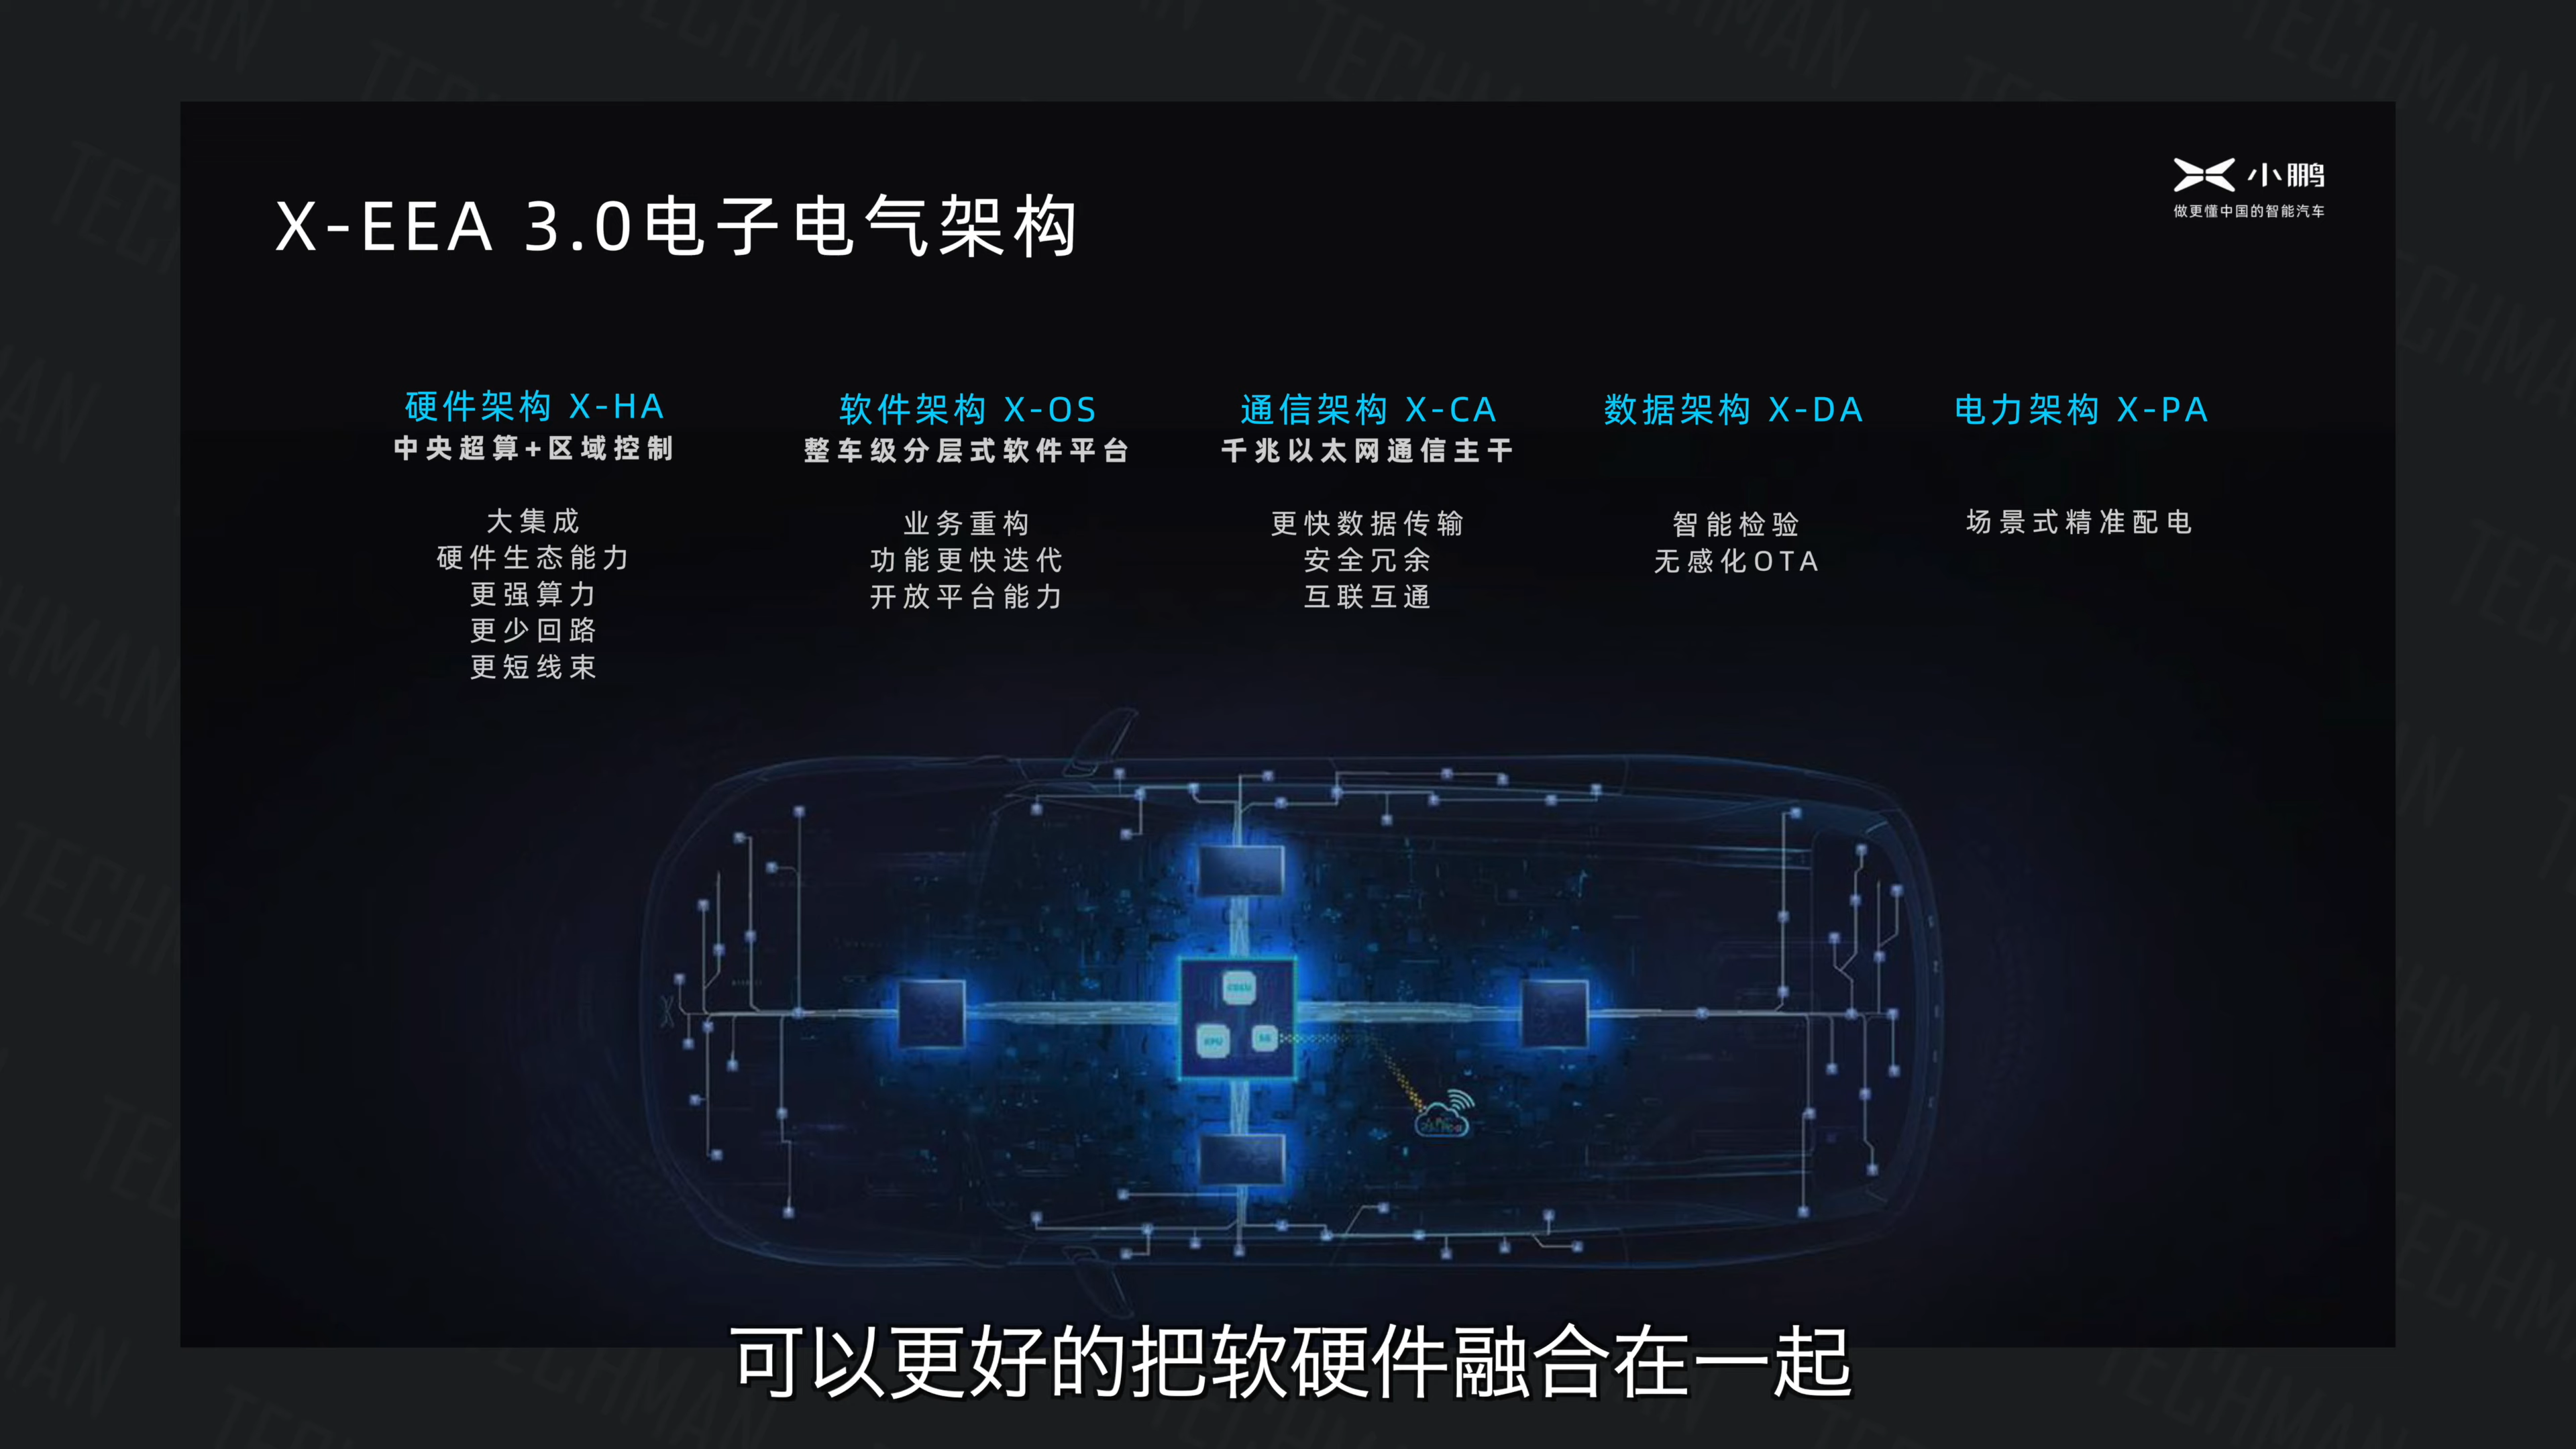 小鹏
做更懂中国的智能汽车
X-EEA 3.0电子电气架构
硬件架构 X-HA
中央超算+区域控制
大集成
硬件生态能力
更强算力
更少回路
更短线束
软件架构 X-OS
整车级分层式软件平台
业务重构
功能更快迭代
开放平台能力
通信架构 X-CA
千兆以太网通信主干
更快数据传输
安全冗余
互联互通
数据架构 X-DA
智能检验
无感化OTA
电力架构 X-PA
场景式精准配电
可以更好的把软硬件融合在一起
TECHMAN